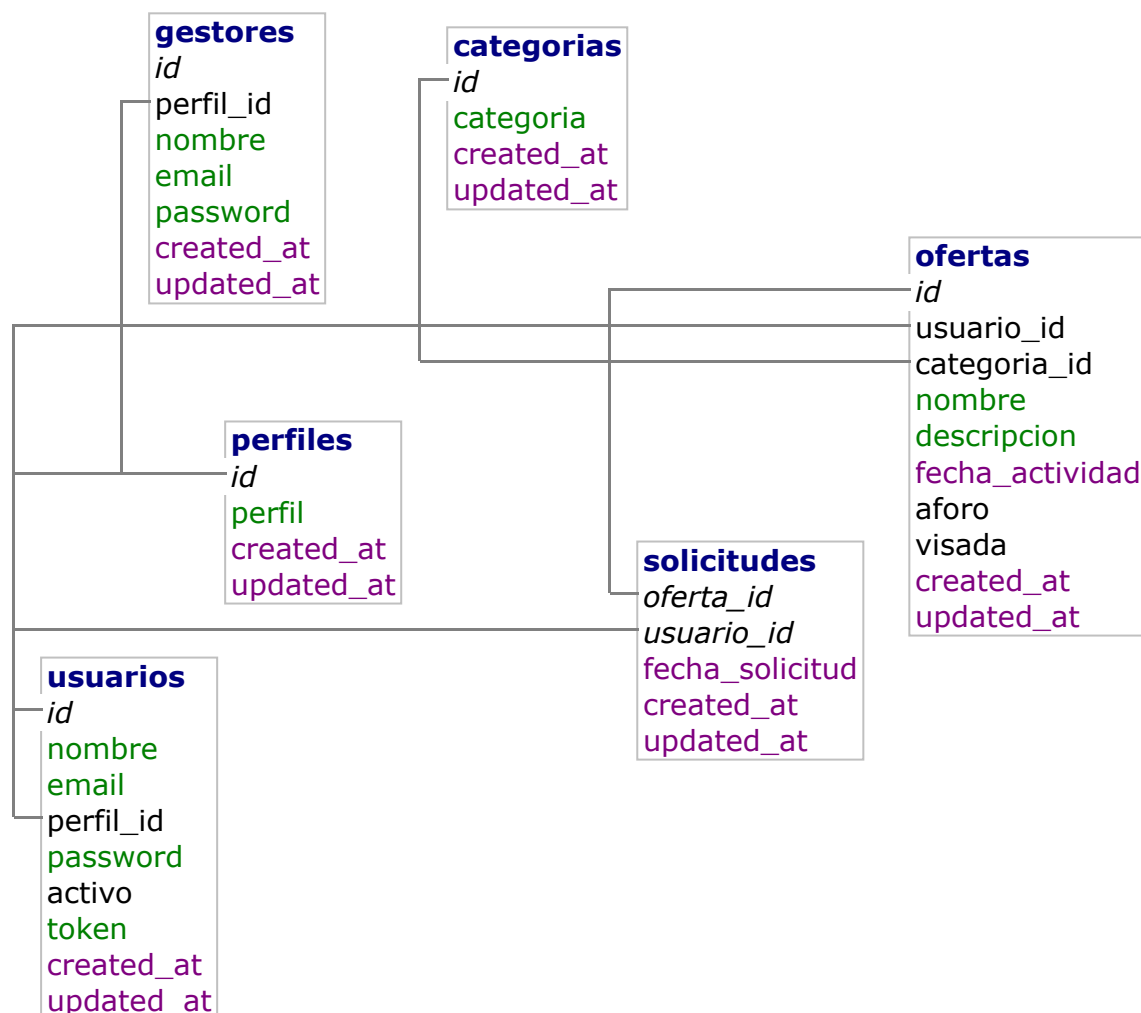 gestores
id
perfil_id
nombre
email
password
created_at
updated_at
categorias
id
categoria
created_at
updated_at
ofertas
id
usuario_id
categoria_id
nombre
descripcion
fecha_actividad
aforo
visada
created_at
updated_at
perfiles
id
perfil
created_at
updated_at
solicitudes
oferta_id
usuario_id
fecha_solicitud
created_at
updated_at
usuarios
id
nombre
email
perfil_id
password
activo
token
created_at
updated_at